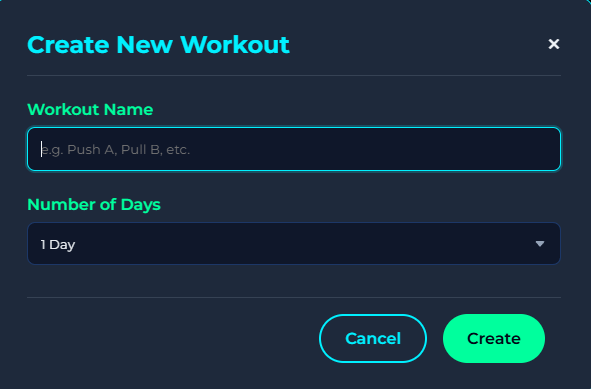 Create New Workout ×
Workout Name
e.g. Push A, Pull B, etc.
Number of Days
1 Day
Cancel Create